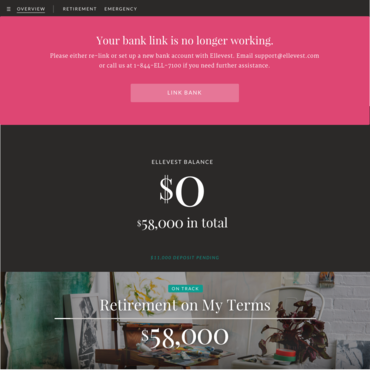 OVERVIEW RETIREMENT EMERGENCY
Your bank link is no longer working.
Please either re-link or set up a new bank account with Ellevest. Email support@ellevest.com
or call us at 1-844-ELL-7100 if you need further assistance.
LINK BANK
ELLEVEST BALANCE
$0
$58,000 in total
$13,000 DEPOSIT PENDING
ON TRACK
Retirement on My Terms
$58,000